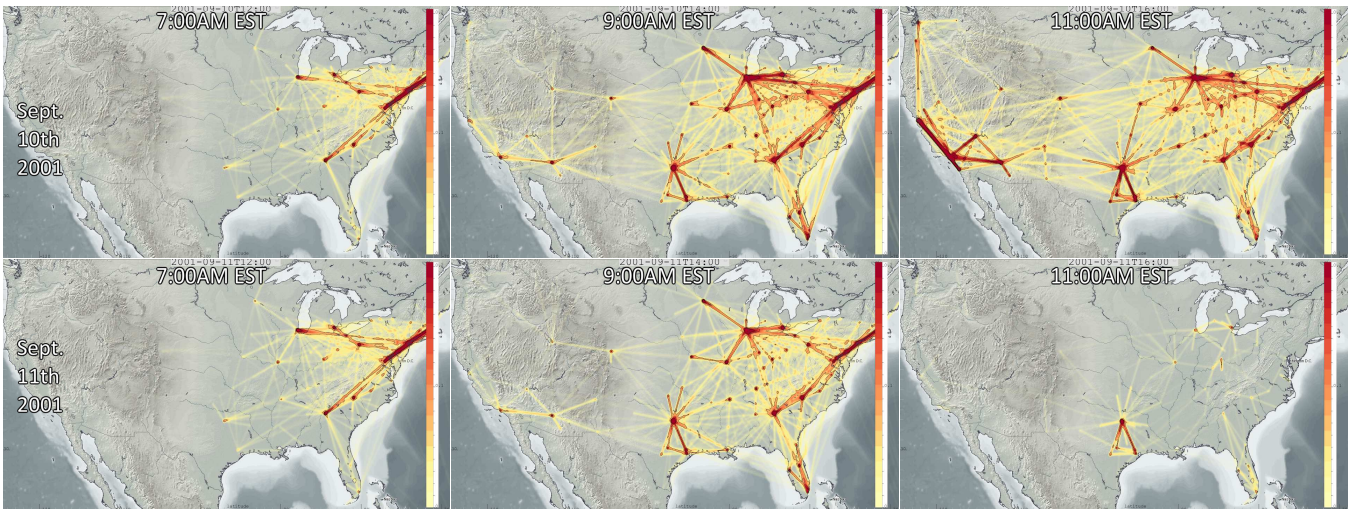 2001-09-10T12:00
7:00AM EST
2001-09-10T14:00
9:00AM EST
2001-09-10T16:00
11:00AM EST
Sept.
10th
2001
2001-09-11T12:00
7:00AM EST
2001-09-11T14:00
9:00AM EST
2001-09-11T16:00
11:00AM EST
Sept.
11th
2001
latitude